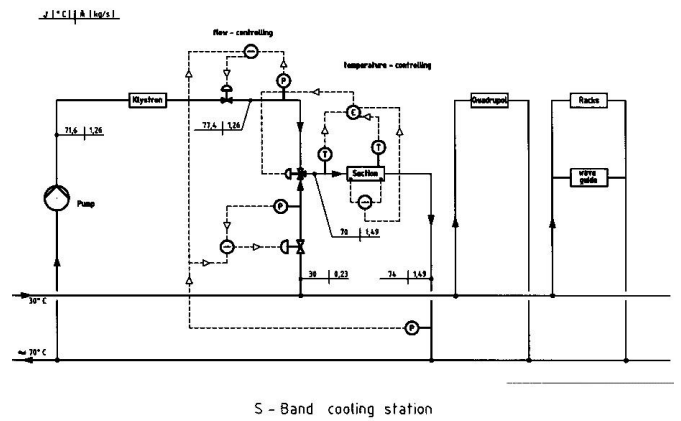 ϑ | °C | ṁ | kg/s |
flow - controlling
temperature - controlling
Klystron
P
77,4 | 1,26
71,6 | 1,26
Pump
E
T
T
Section
Quadrupol
Racks
wave guide
P
70 | 1,49
30 | 0,23
74 | 1,49
30° C
P
≈ 70° C
S - Band cooling station